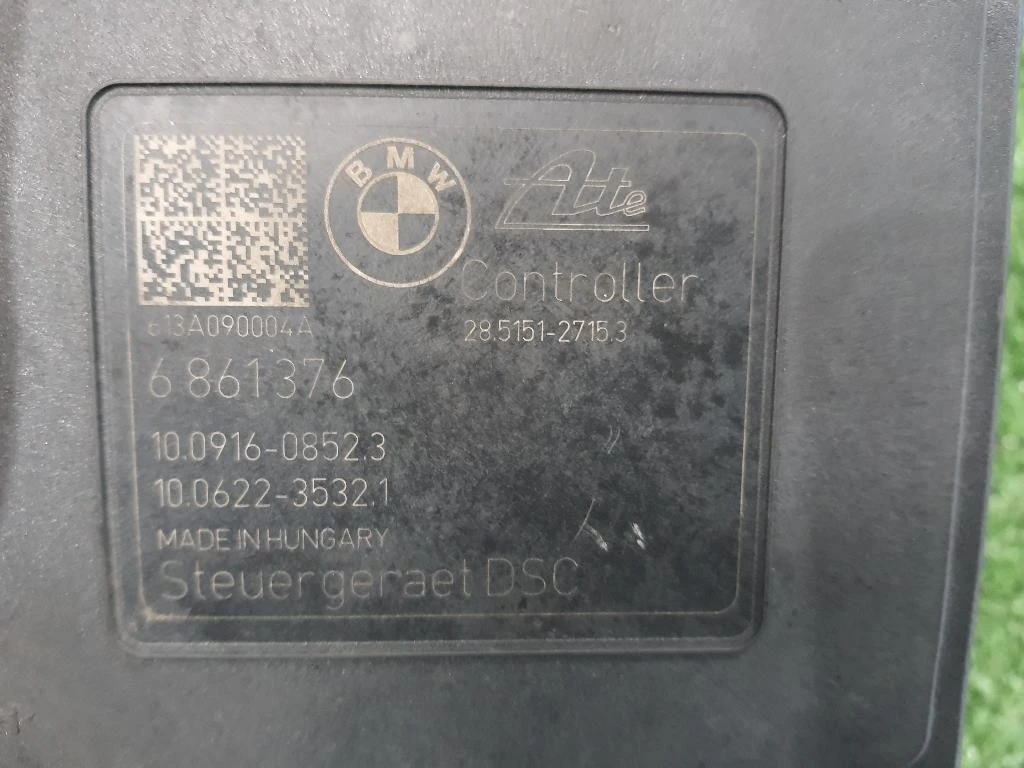 BMW
Ate
Controller
613A090004A
28.5151-2715.3
6 861 376
10.0916-0852.3
10.0622-3532.1
MADE IN HUNGARY
Steuergeraet DSC